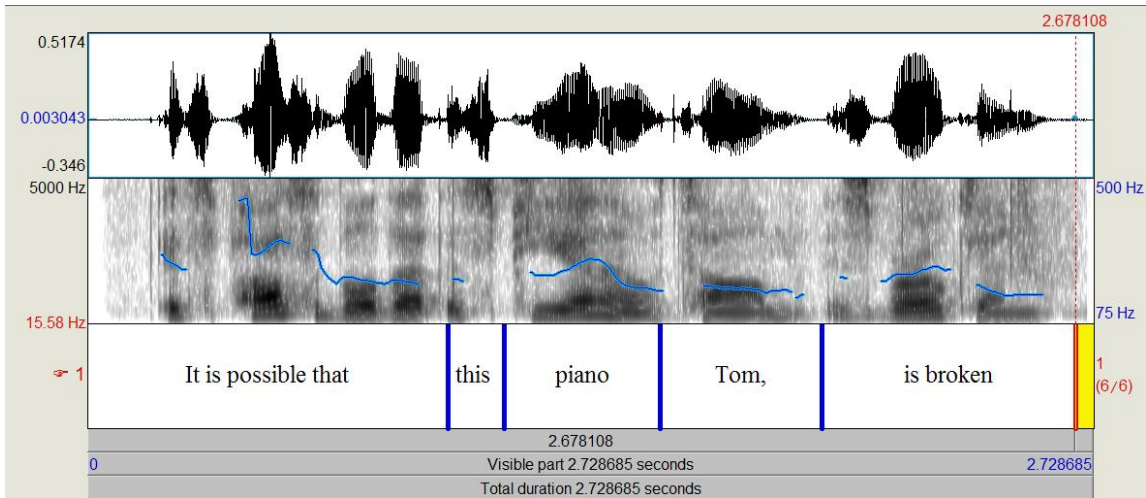 2.678108
0.5174
0.003043
-0.346
5000 Hz 500 Hz
15.58 Hz 75 Hz
☞ 1 It is possible that this piano Tom, is broken 1
(6/6)
2.678108
0 Visible part 2.728685 seconds 2.728685
Total duration 2.728685 seconds